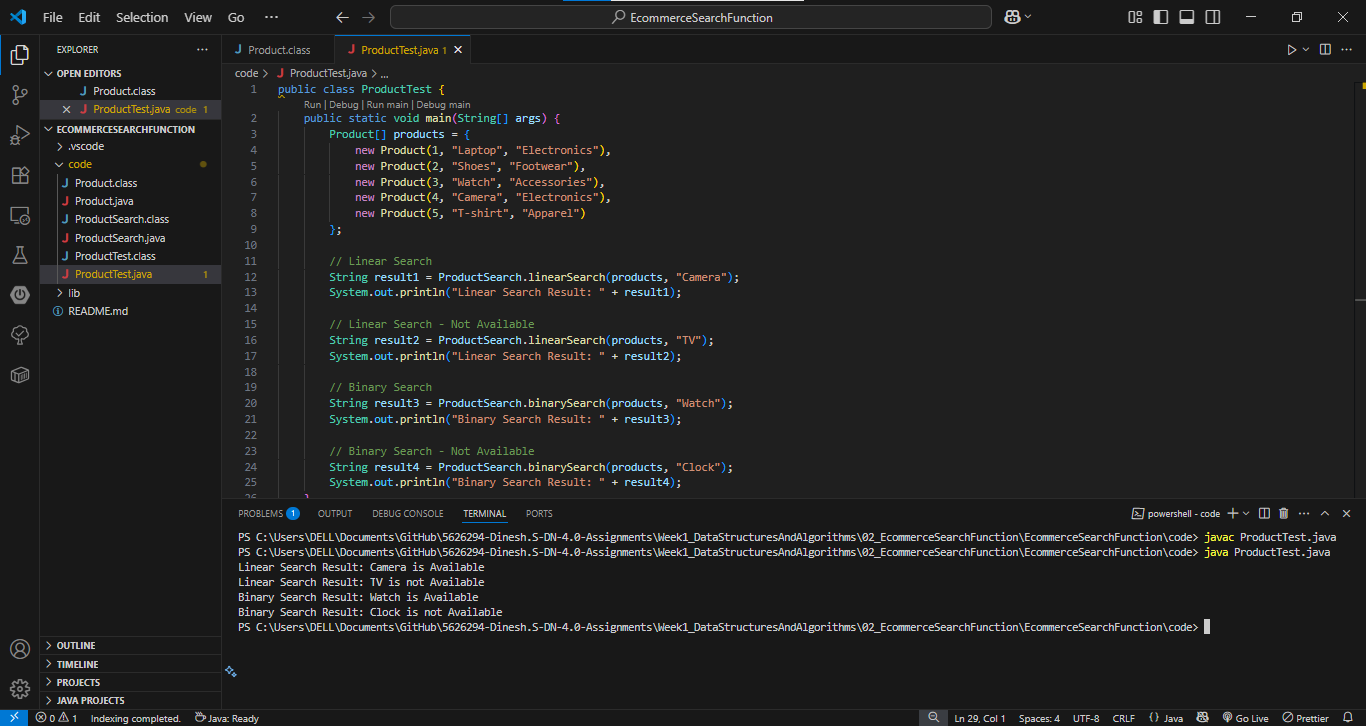 File Edit Selection View Go ··· EcommerceSearchFunction
EXPLORER ···
OPEN EDITORS
Product.class
ProductTest.java code 1
ECOMMERCESEARCHFUNCTION
.vscode
code
Product.class
Product.java
ProductSearch.class
ProductSearch.java
ProductTest.class
ProductTest.java 1
lib
README.md
OUTLINE
TIMELINE
PROJECTS
JAVA PROJECTS
Product.class ProductTest.java 1
code > ProductTest.java > ...
1 public class ProductTest {
Run | Debug | Run main | Debug main
2 public static void main(String[] args) {
3 Product[] products = {
4 new Product(1, "Laptop", "Electronics"),
5 new Product(2, "Shoes", "Footwear"),
6 new Product(3, "Watch", "Accessories"),
7 new Product(4, "Camera", "Electronics"),
8 new Product(5, "T-shirt", "Apparel")
9 };
10
11 // Linear Search
12 String result1 = ProductSearch.linearSearch(products, "Camera");
13 System.out.println("Linear Search Result: " + result1);
14
15 // Linear Search - Not Available
16 String result2 = ProductSearch.linearSearch(products, "TV");
17 System.out.println("Linear Search Result: " + result2);
18
19 // Binary Search
20 String result3 = ProductSearch.binarySearch(products, "Watch");
21 System.out.println("Binary Search Result: " + result3);
22
23 // Binary Search - Not Available
24 String result4 = ProductSearch.binarySearch(products, "Clock");
25 System.out.println("Binary Search Result: " + result4);
26 }
PROBLEMS 1 OUTPUT DEBUG CONSOLE TERMINAL PORTS powershell - code
PS C:\Users\DELL\Documents\GitHub\5626294-Dinesh.S-DN-4.0-Assignments\Week1_DataStructuresAndAlgorithms\02_EcommerceSearchFunction\EcommerceSearchFunction\code> javac ProductTest.java
PS C:\Users\DELL\Documents\GitHub\5626294-Dinesh.S-DN-4.0-Assignments\Week1_DataStructuresAndAlgorithms\02_EcommerceSearchFunction\EcommerceSearchFunction\code> java ProductTest.java
Linear Search Result: Camera is Available
Linear Search Result: TV is not Available
Binary Search Result: Watch is Available
Binary Search Result: Clock is not Available
PS C:\Users\DELL\Documents\GitHub\5626294-Dinesh.S-DN-4.0-Assignments\Week1_DataStructuresAndAlgorithms\02_EcommerceSearchFunction\EcommerceSearchFunction\code>
0 1 Indexing completed. Java: Ready Ln 29, Col 1 Spaces: 4 UTF-8 CRLF {} Java Go Live Prettier